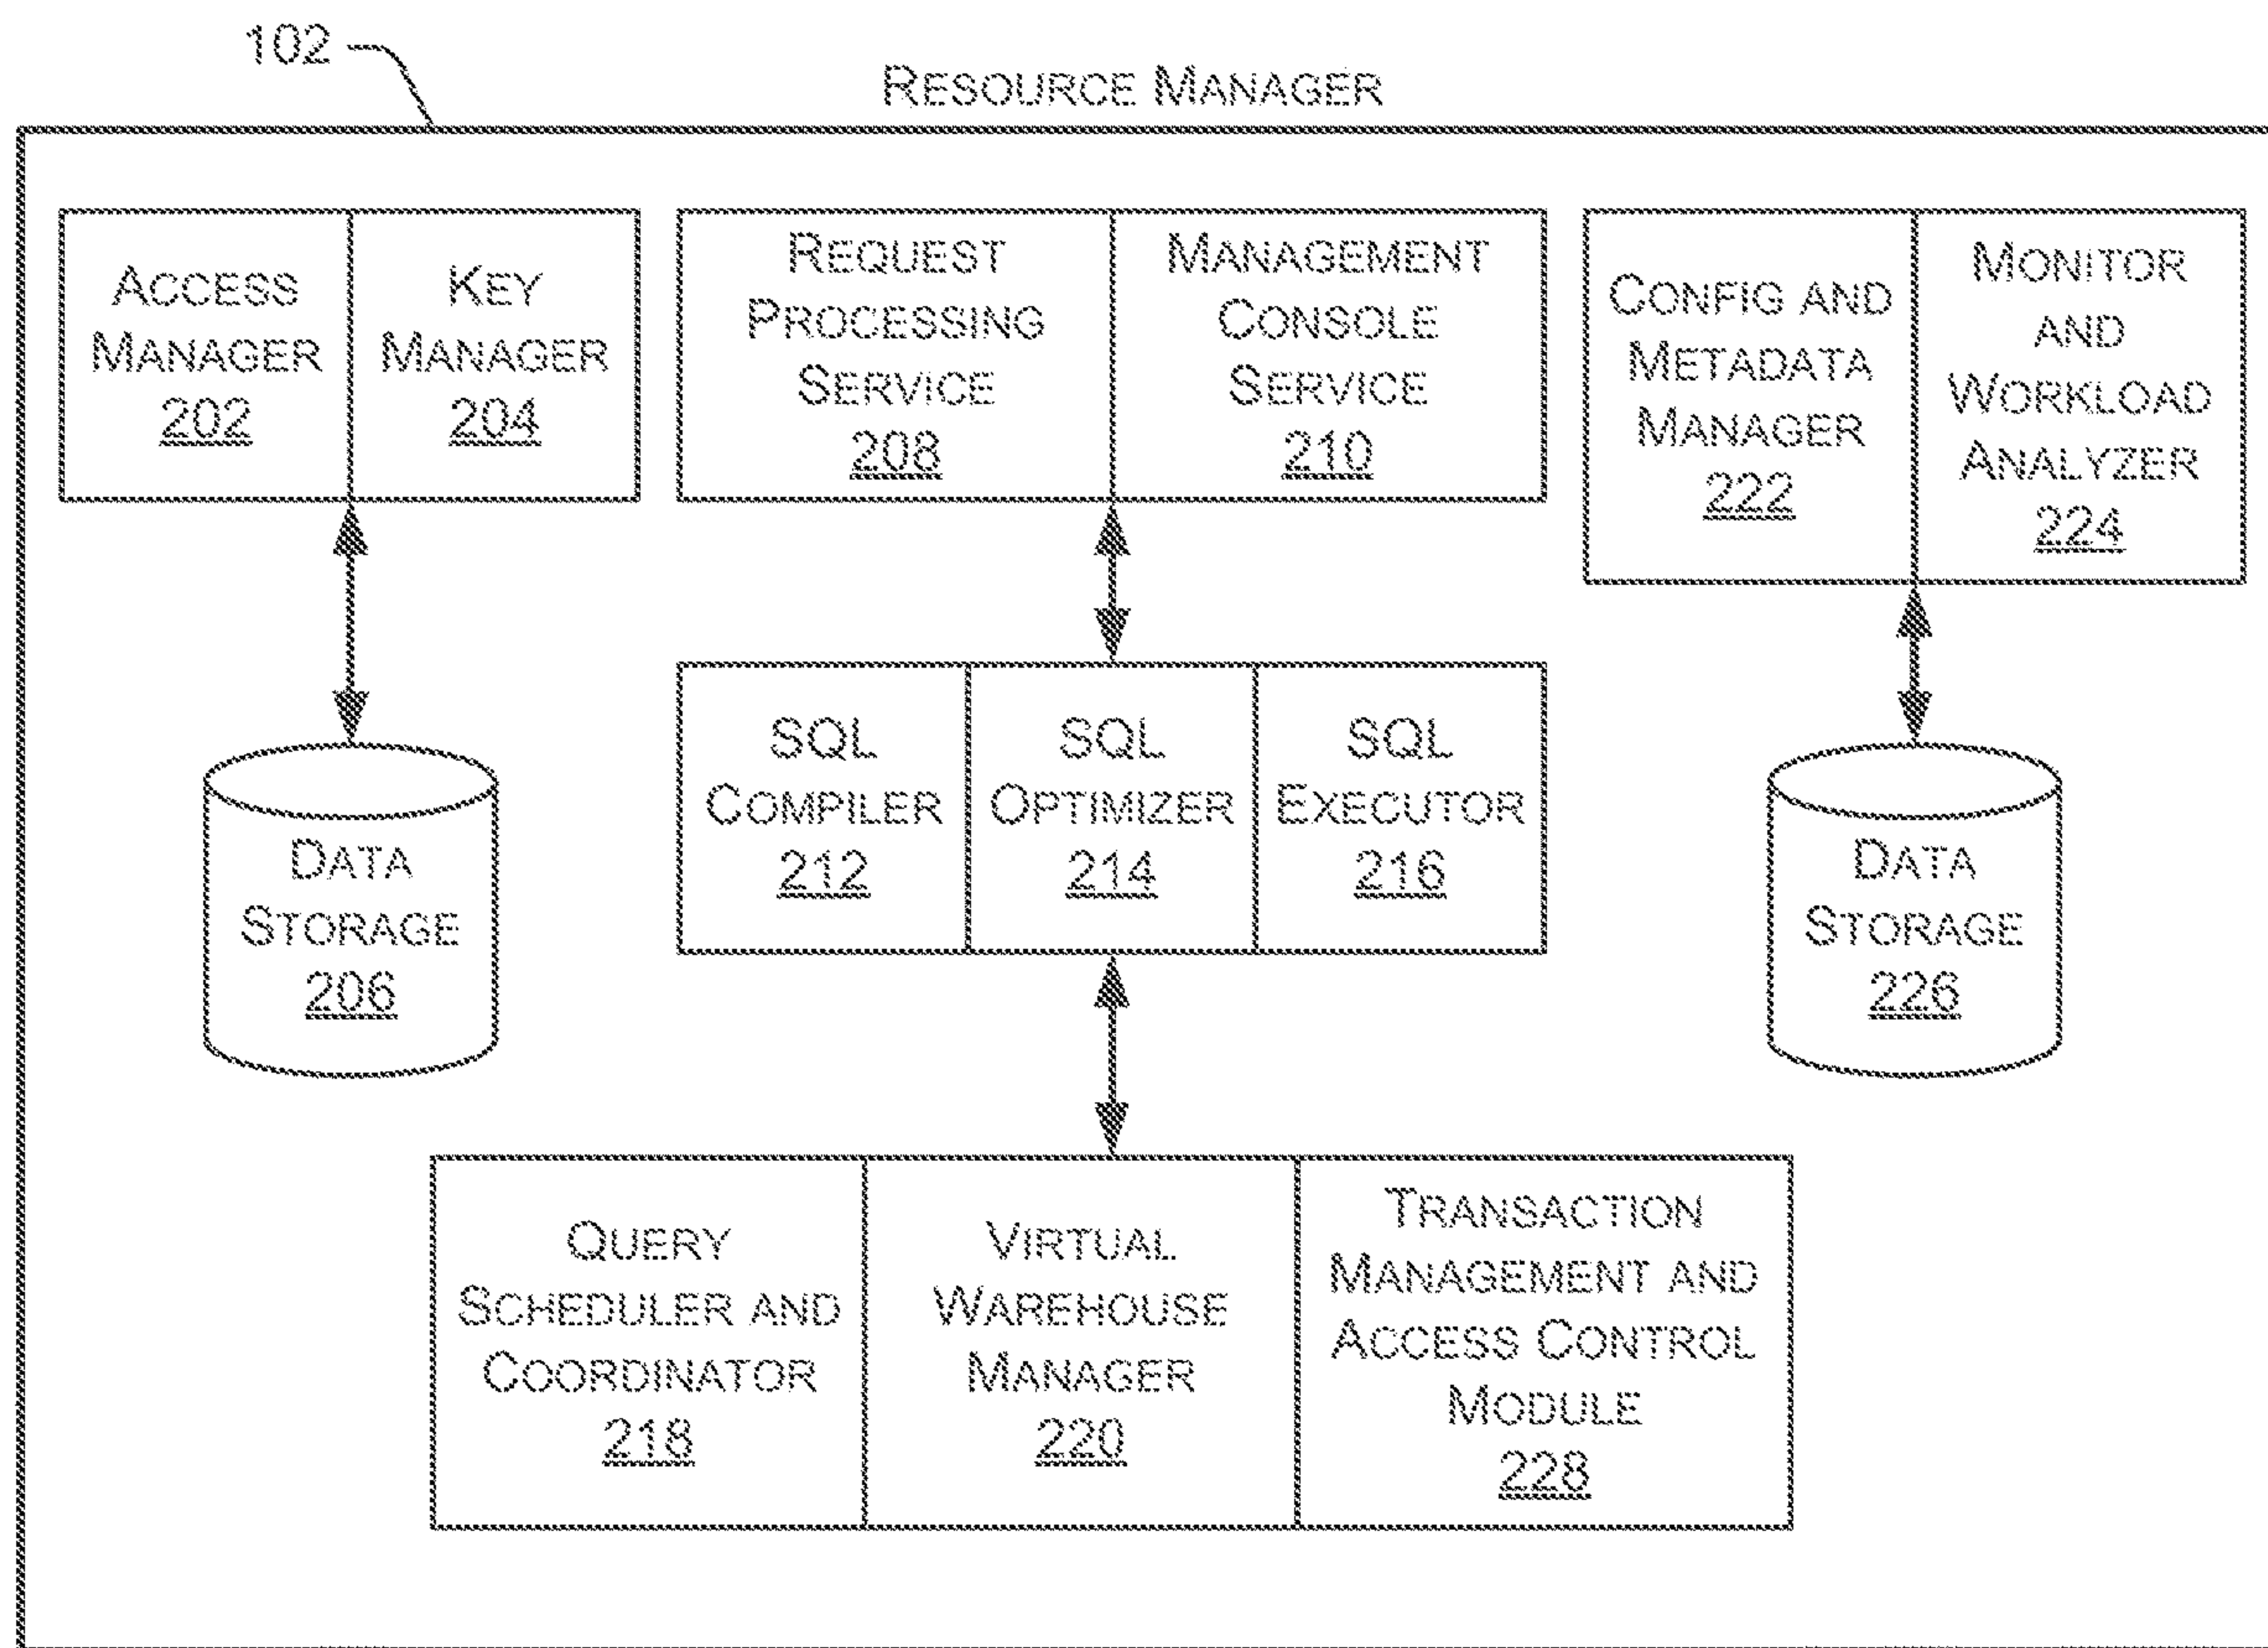 102
RESOURCE MANAGER
ACCESS
MANAGER
202
KEY
MANAGER
204
REQUEST
PROCESSING
SERVICE
208
MANAGEMENT
CONSOLE
SERVICE
210
CONFIG AND
METADATA
MANAGER
222
MONITOR
AND
WORKLOAD
ANALYZER
224
DATA
STORAGE
206
SQL
COMPILER
212
SQL
OPTIMIZER
214
SQL
EXECUTOR
216
DATA
STORAGE
226
QUERY
SCHEDULER AND
COORDINATOR
218
VIRTUAL
WAREHOUSE
MANAGER
220
TRANSACTION
MANAGEMENT AND
ACCESS CONTROL
MODULE
228